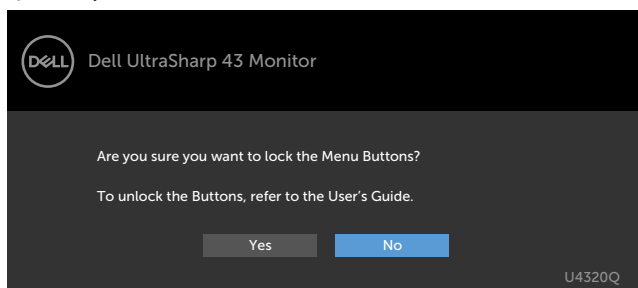 DELL
Dell UltraSharp 43 Monitor
Are you sure you want to lock the Menu Buttons?
To unlock the Buttons, refer to the User’s Guide.
Yes
No
U4320Q